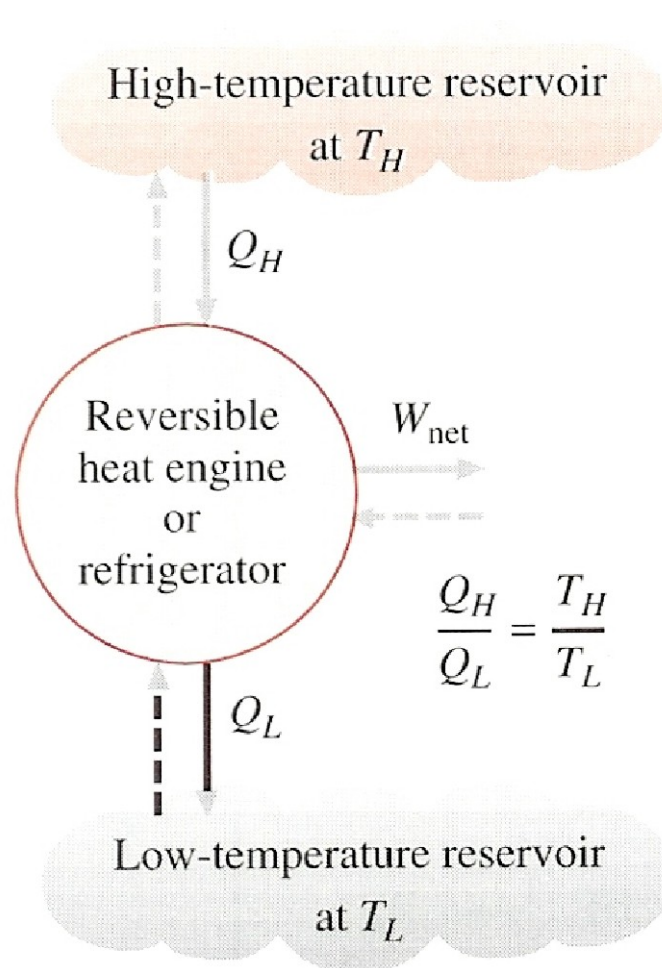 High-temperature reservoir
at T_H
Q_H
Reversible
heat engine
or
refrigerator
W_net
Q_H / Q_L = T_H / T_L
Q_L
Low-temperature reservoir
at T_L